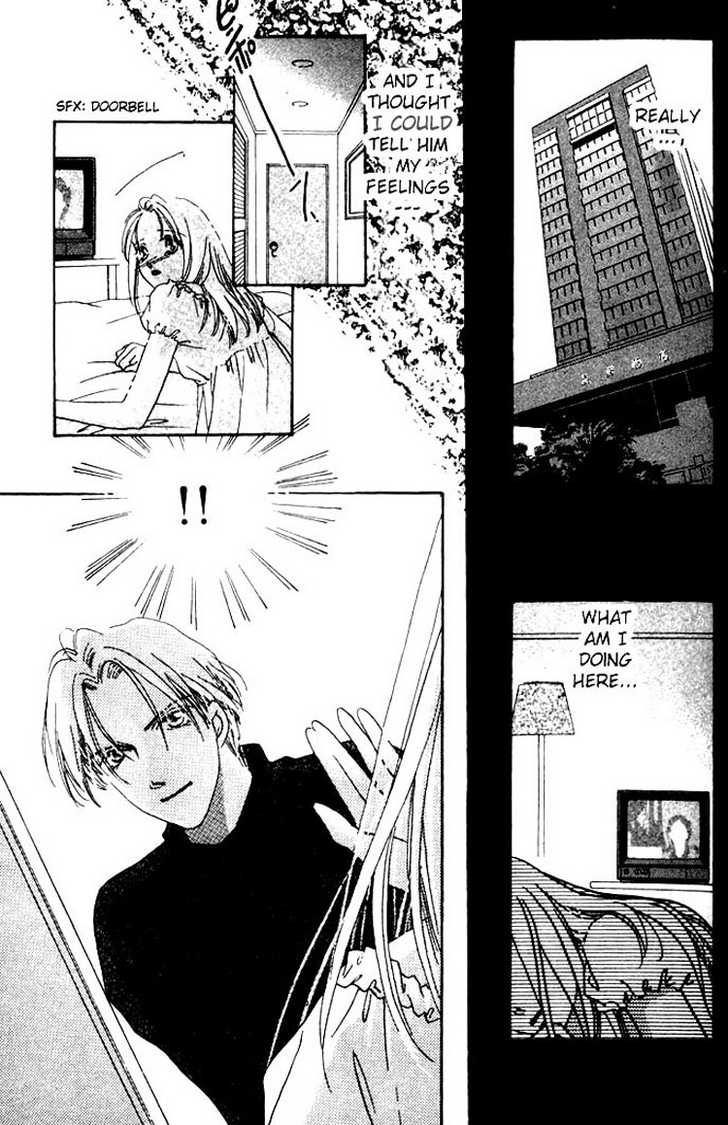 REALLY
....
WHAT
AM I
DOING
HERE...
AND I
THOUGHT
I COULD
TELL HIM
MY
FEELINGS
....
SFX: DOORBELL
!!